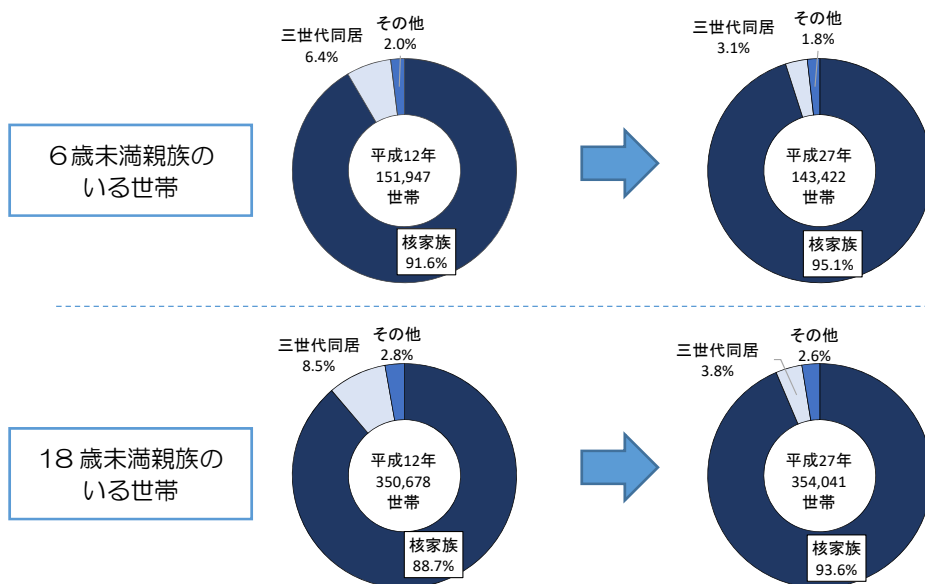 三世代同居
6.4%
その他
2.0%
三世代同居
3.1%
その他
1.8%
6歳未満親族の
いる世帯
平成12年
151,947
世帯
核家族
91.6%
平成27年
143,422
世帯
核家族
95.1%
三世代同居
8.5%
その他
2.8%
三世代同居
3.8%
その他
2.6%
18歳未満親族の
いる世帯
平成12年
350,678
世帯
核家族
88.7%
平成27年
354,041
世帯
核家族
93.6%